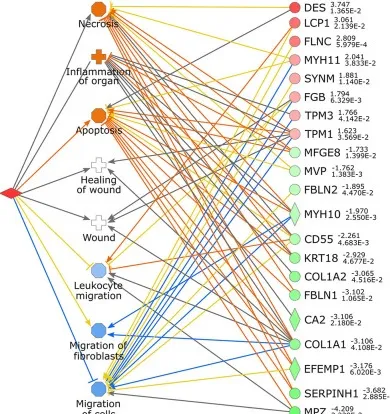 Necrosis
Inflammation
of organ
Apoptosis
Healing
of wound
Wound
Leukocyte
migration
Migration of
fibroblasts
Migration
of cells
DES 3.747
1.365E-2
LCP1 3.061
2.139E-2
FLNC 2.809
5.979E-4
MYH11 2.041
3.833E-2
SYNM 1.881
1.140E-2
FGB 1.794
6.329E-3
TPM3 1.766
4.142E-2
TPM1 1.623
3.569E-2
MFGE8 -1.733
1.399E-2
MVP -1.762
1.383E-3
FBLN2 -1.895
4.470E-2
MYH10 -1.970
2.550E-3
CD55 -2.261
4.683E-3
KRT18 -2.929
4.677E-2
COL1A2 -3.065
4.516E-2
FBLN1 -3.102
1.065E-2
CA2 -3.106
2.180E-2
COL1A1 -3.106
4.108E-2
EFEMP1 -3.176
6.020E-3
SERPINH1 -3.682
2.885E-
MPZ -4.209